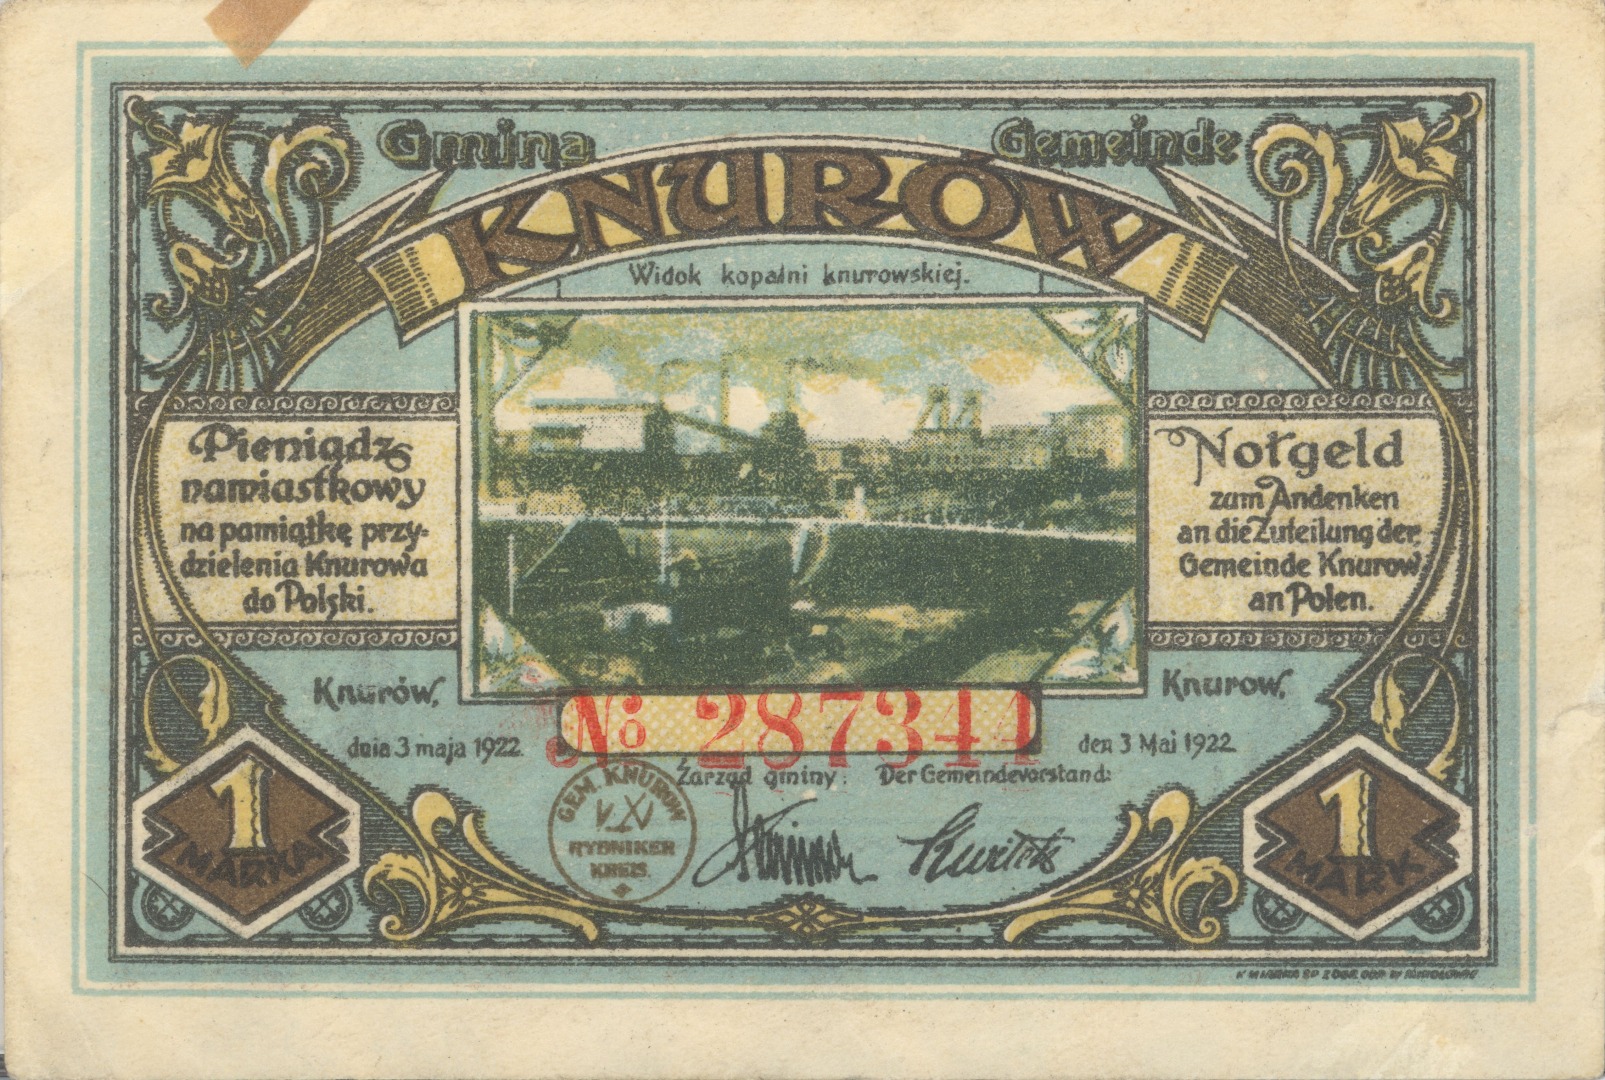 Gmina
Gemeinde
KNURÓW
Widok kopalni knurowskiej.
Pieniądz
namiastkowy
na pamiątkę przy-
dzielenia Knurowa
do Polski.
Notgeld
zum Andenken
an die Zuteilung der
Gemeinde Knurow
an Polen.
Knurów,
dnia 3 maja 1922
Knurow,
den 3 Mai 1922
№ 287344
Zarząd gminy: Der Gemeindevorstand:
GEM. KNUROW
RYBNIKER
KREIS.
1
MARKA
1
MARK